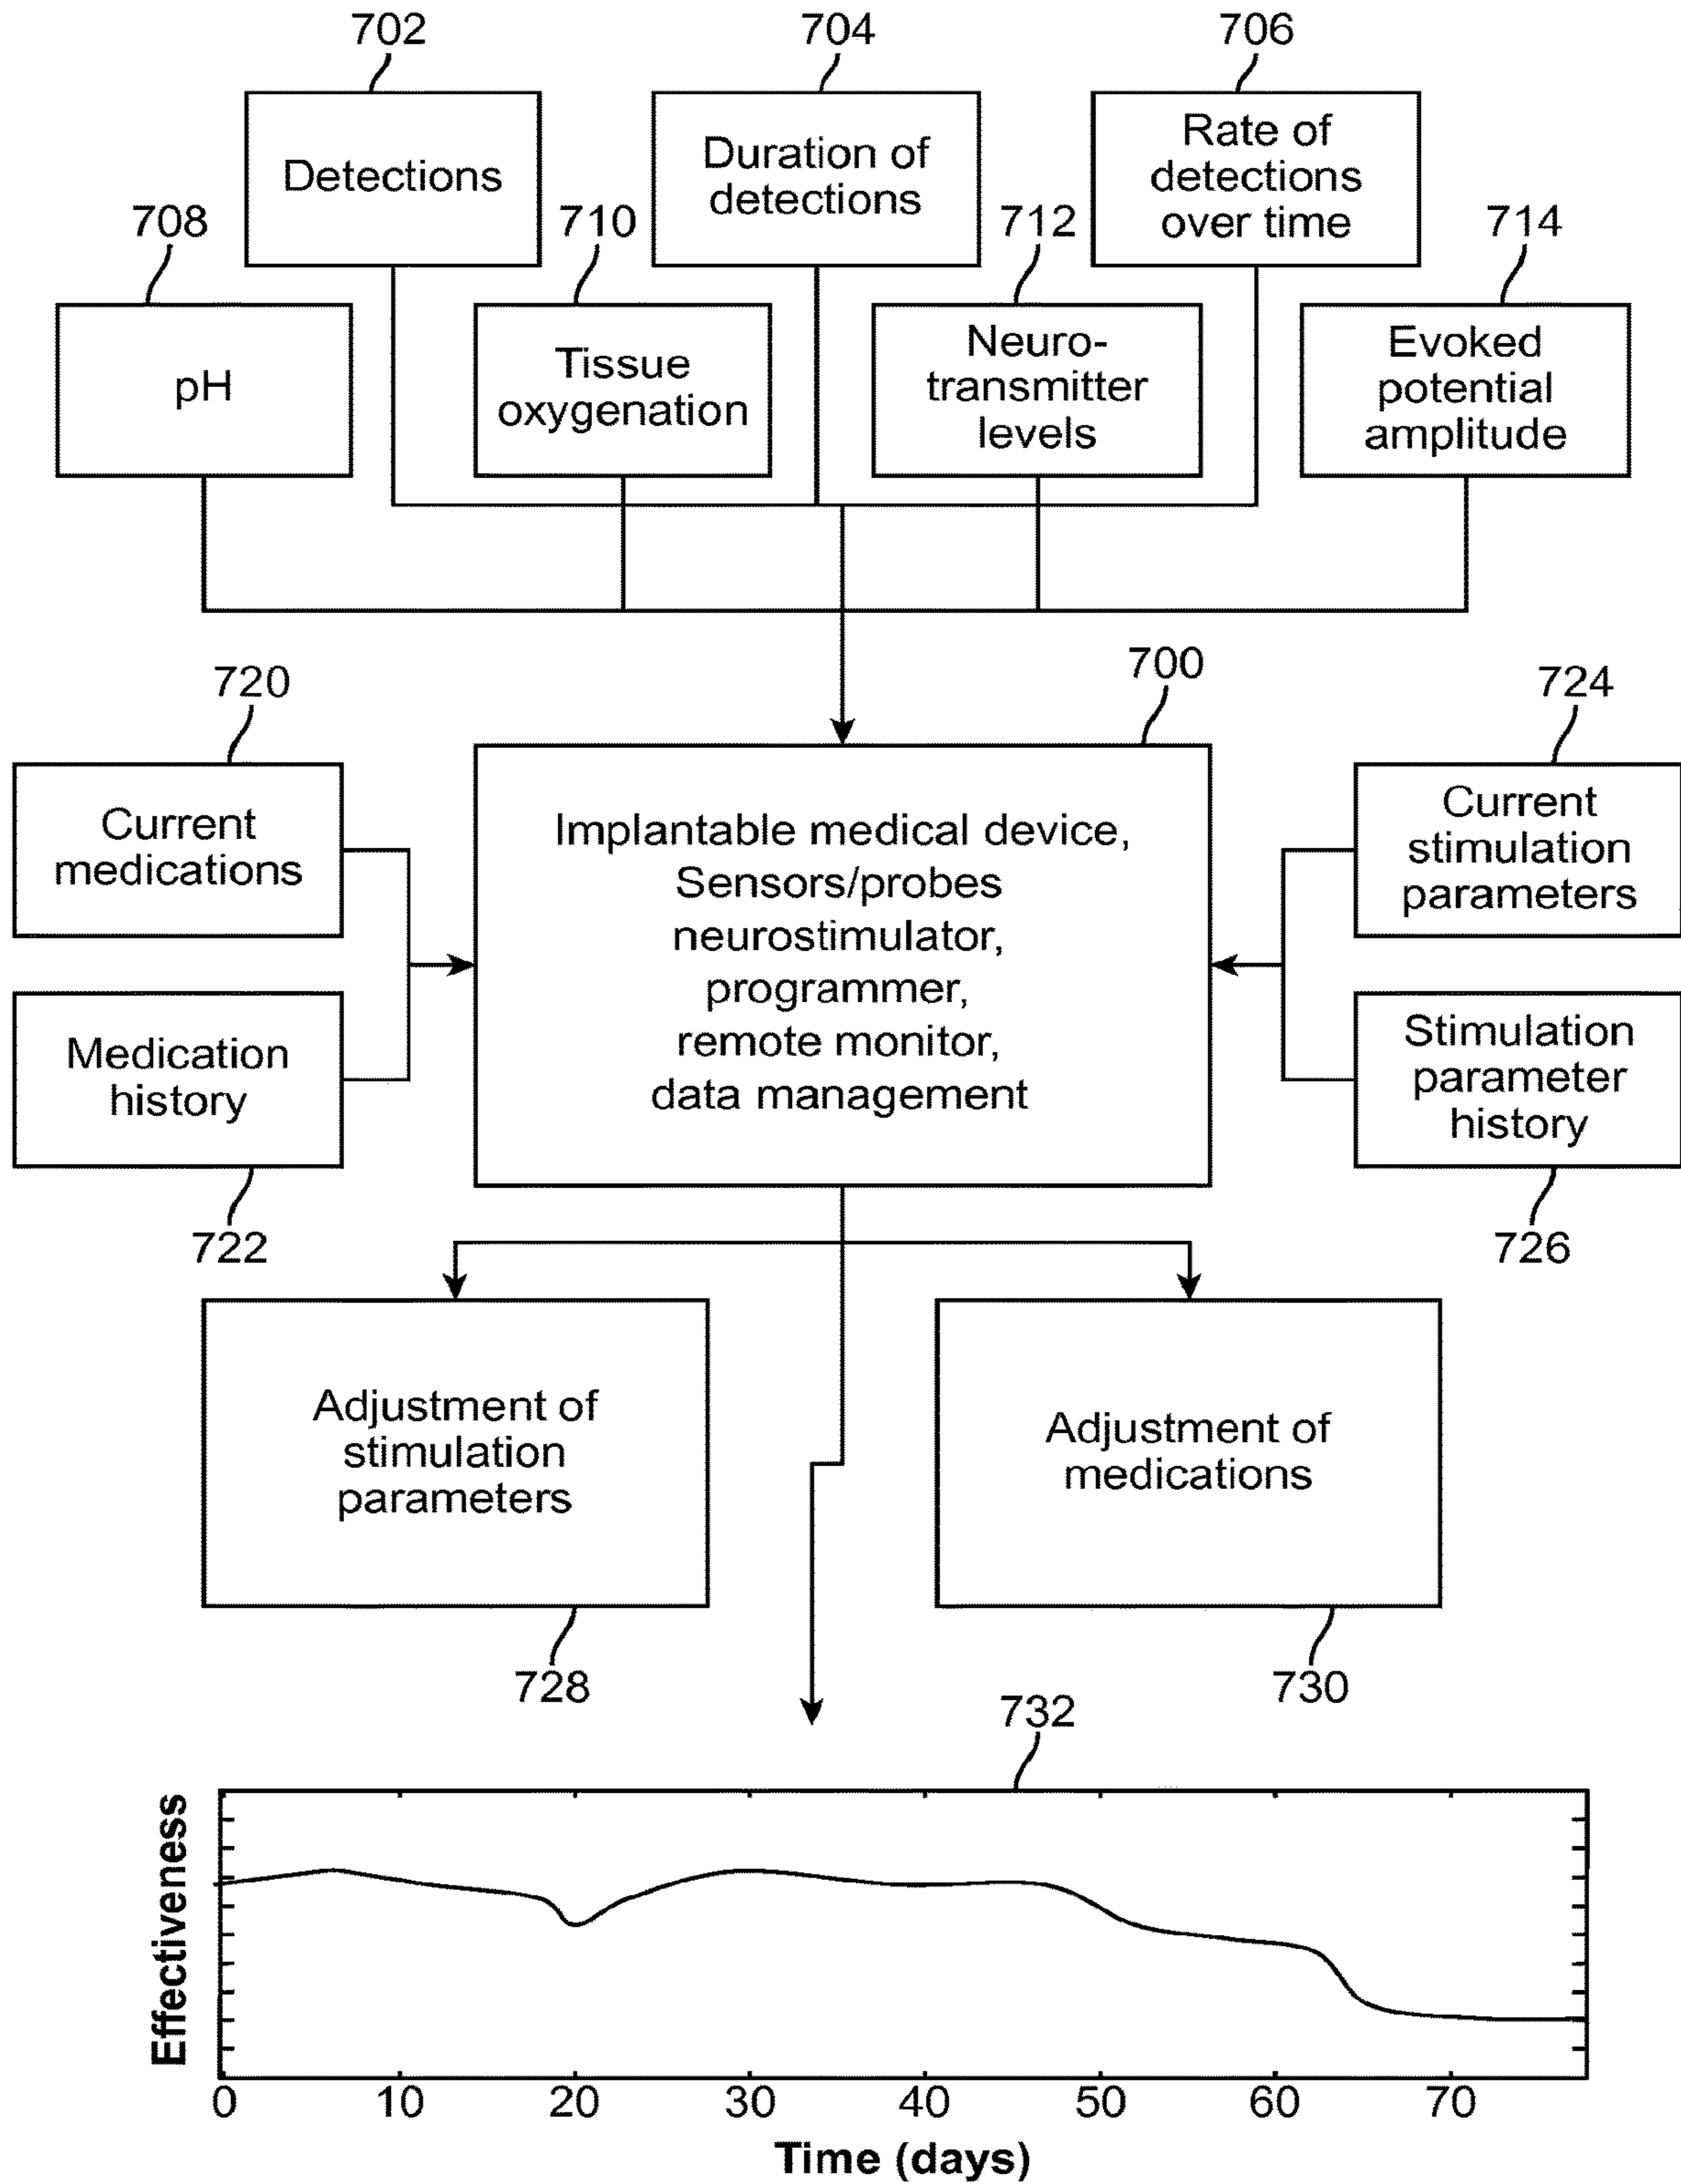 702
704
706
Detections
Duration of
detections
Rate of
detections
over time
708
710
712
714
pH
Tissue
oxygenation
Neuro-
transmitter
levels
Evoked
potential
amplitude
700
720
724
Current
medications
Implantable medical device,
Sensors/probes
neurostimulator,
programmer,
remote monitor,
data management
Current
stimulation
parameters
Medication
history
Stimulation
parameter
history
722
726
Adjustment of
stimulation
parameters
Adjustment of
medications
728
730
732
Effectiveness
0 10 20 30 40 50 60 70
Time (days)